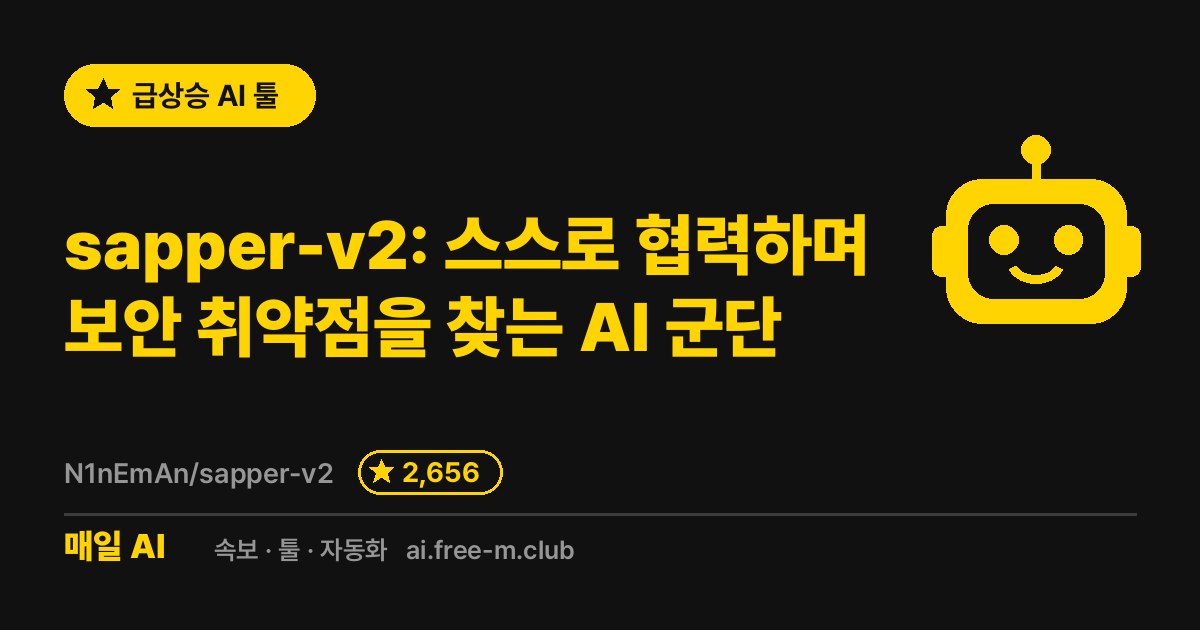 ★ 급상승 AI 툴
sapper-v2: 스스로 협력하며
보안 취약점을 찾는 AI 군단
N1nEmAn/sapper-v2 ★ 2,656
매일 AI 속보 · 툴 · 자동화 ai.free-m.club